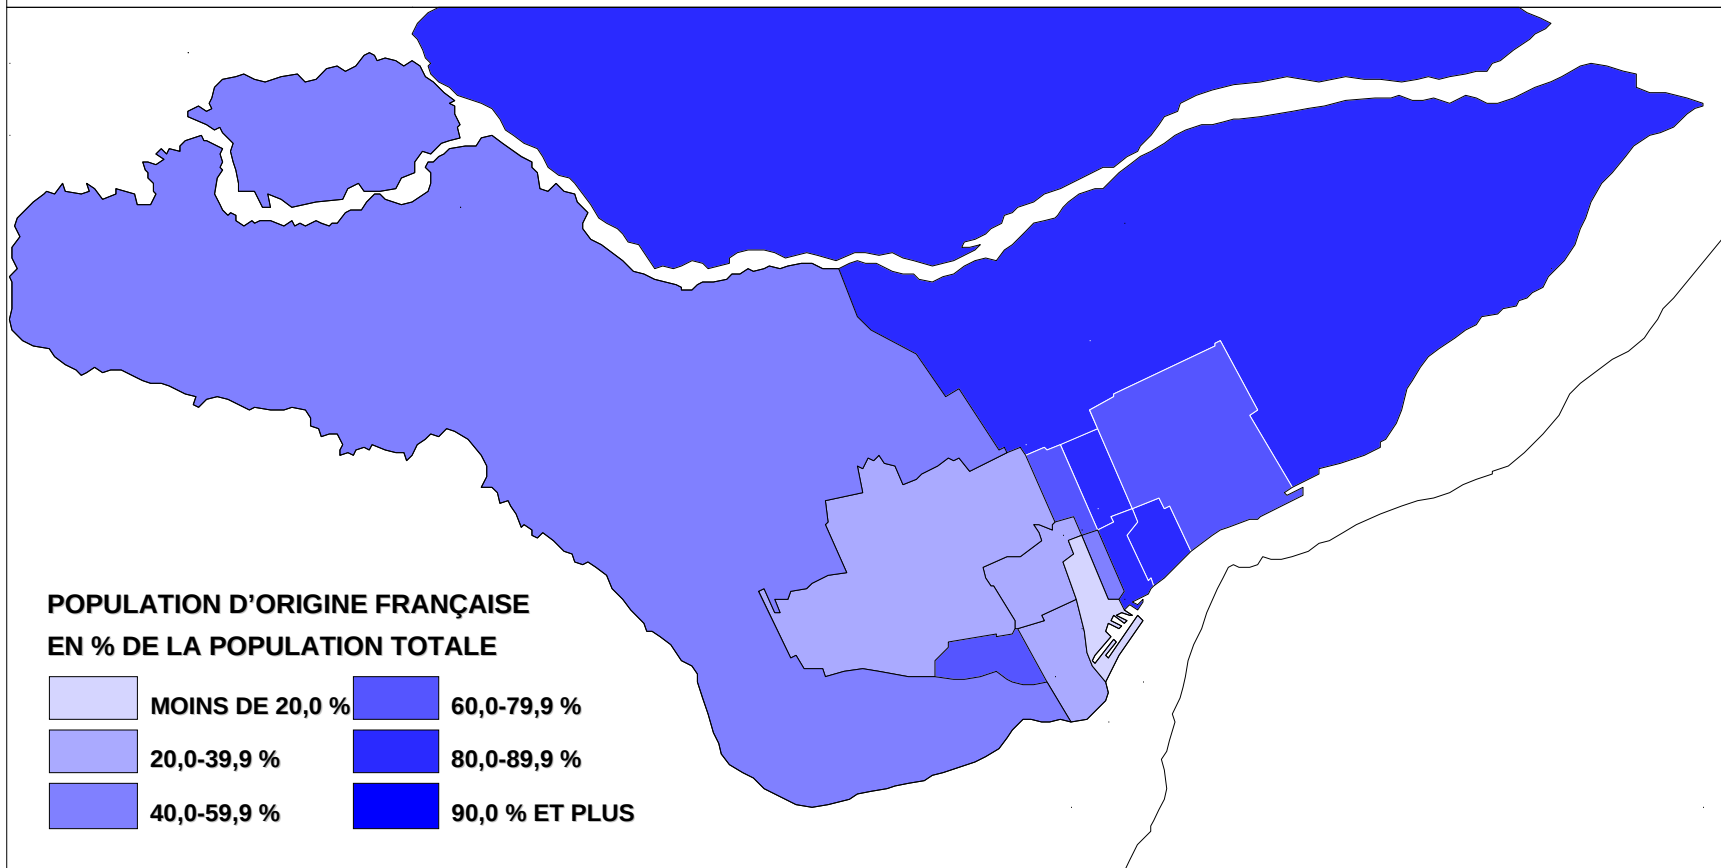 POPULATION D’ORIGINE FRANÇAISE
EN % DE LA POPULATION TOTALE
MOINS DE 20,0 %
20,0-39,9 %
40,0-59,9 %
60,0-79,9 %
80,0-89,9 %
90,0 % ET PLUS